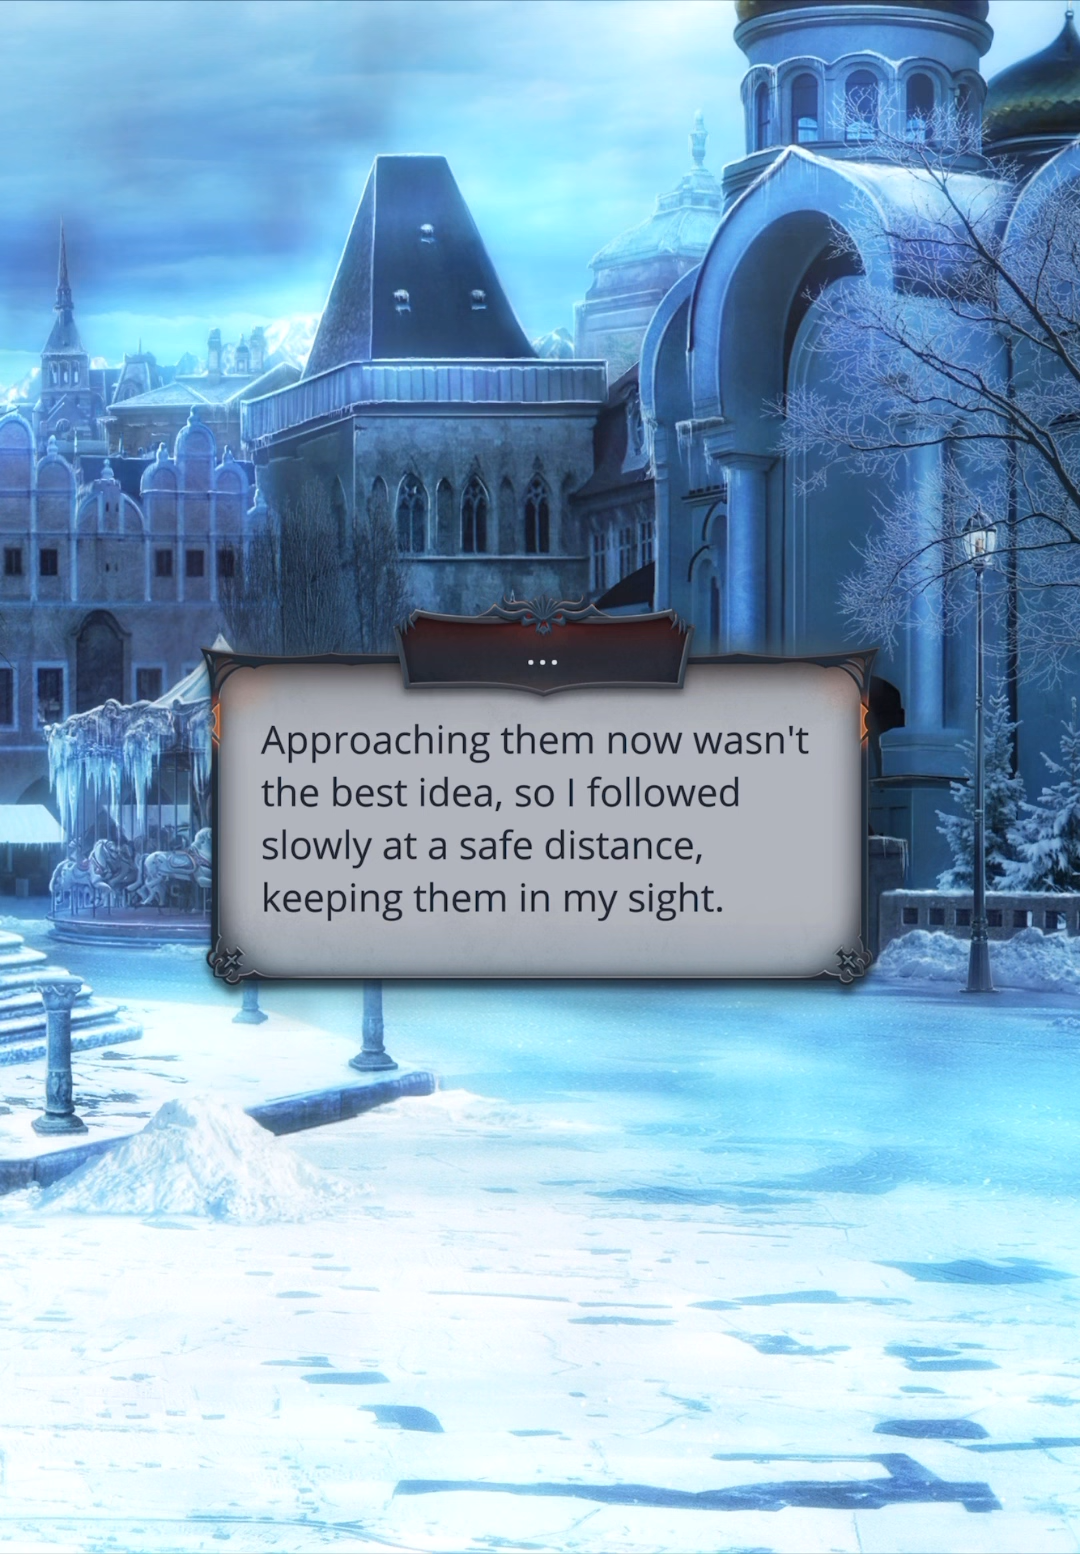 ...
Approaching them now wasn't
the best idea, so I followed
slowly at a safe distance,
keeping them in my sight.